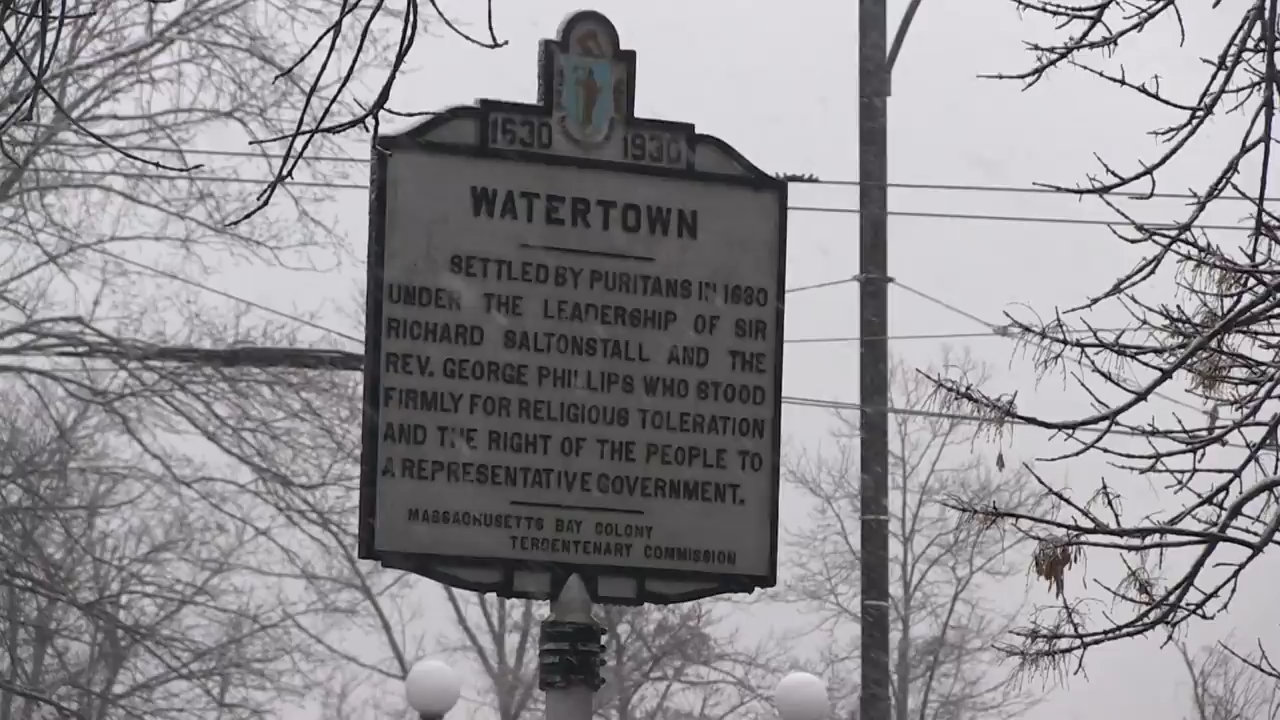 1630 1930
WATERTOWN
SETTLED BY PURITANS IN 1630
UNDER THE LEADERSHIP OF SIR
RICHARD SALTONSTALL AND THE
REV. GEORGE PHILLIPS WHO STOOD
FIRMLY FOR RELIGIOUS TOLERATION
AND THE RIGHT OF THE PEOPLE TO
A REPRESENTATIVE GOVERNMENT.
MASSACHUSETTS BAY COLONY
TERCENTENARY COMMISSION